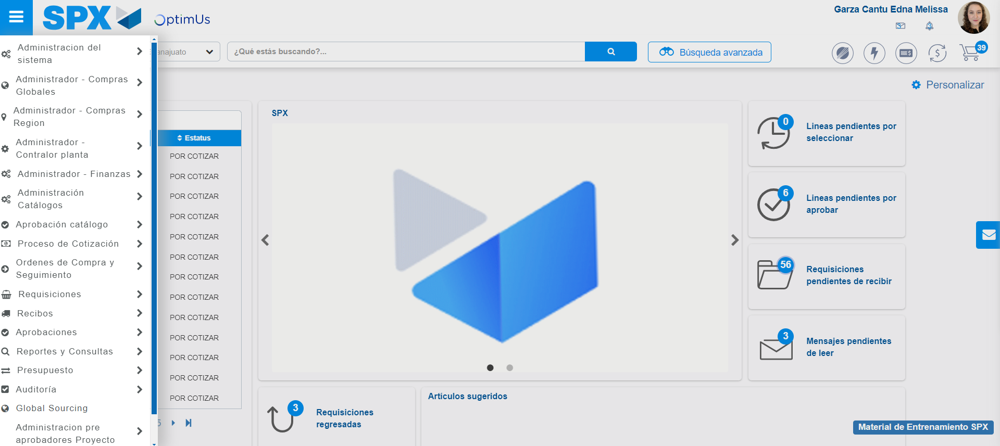 SPX
OptimUs
Garza Cantu Edna Melissa
anajuato
¿Qué estás buscando?...
Búsqueda avanzada
39
Personalizar
Administracion del
sistema
Administrador - Compras
Globales
Administrador - Compras
Region
Administrador -
Contralor planta
Administrador - Finanzas
Administración
Catálogos
Aprobación catálogo
Proceso de Cotización
Ordenes de Compra y
Seguimiento
Requisiciones
Recibos
Aprobaciones
Reportes y Consultas
Presupuesto
Auditoría
Global Sourcing
Administracion pre
aprobadores Proyecto
Estatus
POR COTIZAR
POR COTIZAR
POR COTIZAR
POR COTIZAR
POR COTIZAR
POR COTIZAR
POR COTIZAR
POR COTIZAR
POR COTIZAR
POR COTIZAR
POR COTIZAR
POR COTIZAR
POR COTIZAR
5
SPX
0
Lineas pendientes por
seleccionar
6
Lineas pendientes por
aprobar
56
Requisiciones
pendientes de recibir
3
Mensajes pendientes
de leer
3
Requisiciones
regresadas
Artículos sugeridos
Material de Entrenamiento SPX